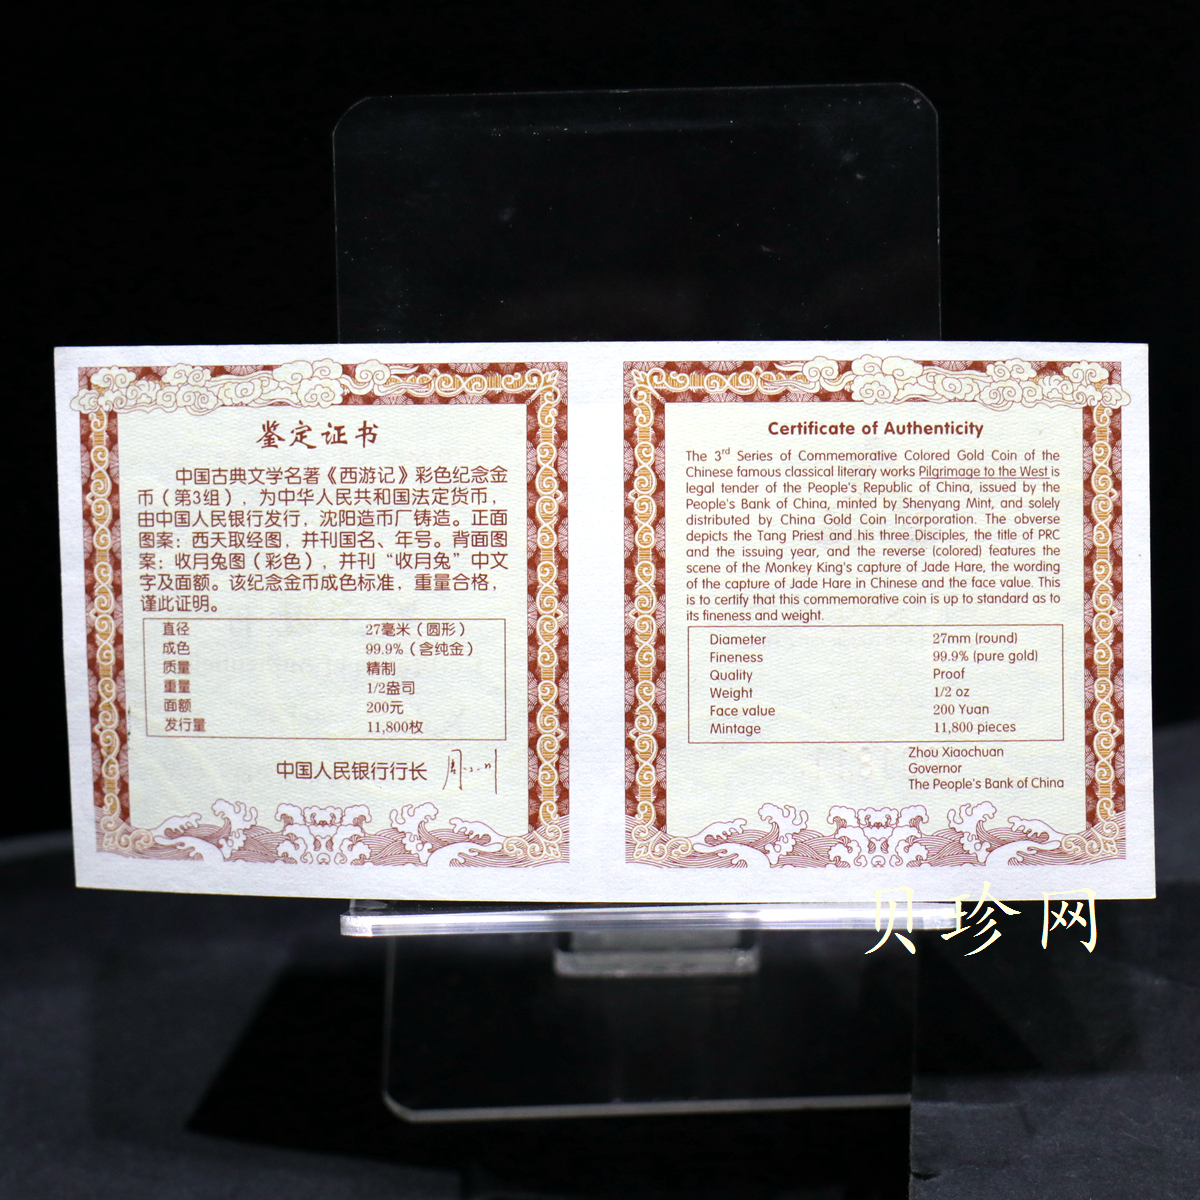 鉴定证书
中国古典文学名著《西游记》彩色纪念金
币（第3组），为中华人民共和国法定货币，
由中国人民银行发行，沈阳造币厂铸造。正面
图案：西天取经图，并刊国名、年号。背面图
案：收月兔图（彩色），并刊“收月兔”中文
字及面额。该纪念金币成色标准，重量合格，
谨此证明。
直径 27毫米（圆形）
成色 99.9%（含纯金）
质量 精制
重量 1/2盎司
面额 200元
发行量 11,800枚
中国人民银行行长
Certificate of Authenticity
The 3rd Series of Commemorative Colored Gold Coin of the
Chinese famous classical literary works Pilgrimage to the West is
legal tender of the People's Republic of China, issued by the
People's Bank of China, minted by Shenyang Mint, and solely
distributed by China Gold Coin Incorporation. The obverse
depicts the Tang Priest and his three Disciples, the title of PRC
and the issuing year, and the reverse (colored) features the
scene of the Monkey King's capture of Jade Hare, the wording
of the capture of Jade Hare in Chinese and the face value. This
is to certify that this commemorative coin is up to standard as to
its fineness and weight.
Diameter 27mm (round)
Fineness 99.9% (pure gold)
Quality Proof
Weight 1/2 oz
Face value 200 Yuan
Mintage 11,800 pieces
Zhou Xiaochuan
Governor
The People's Bank of China
贝珍网